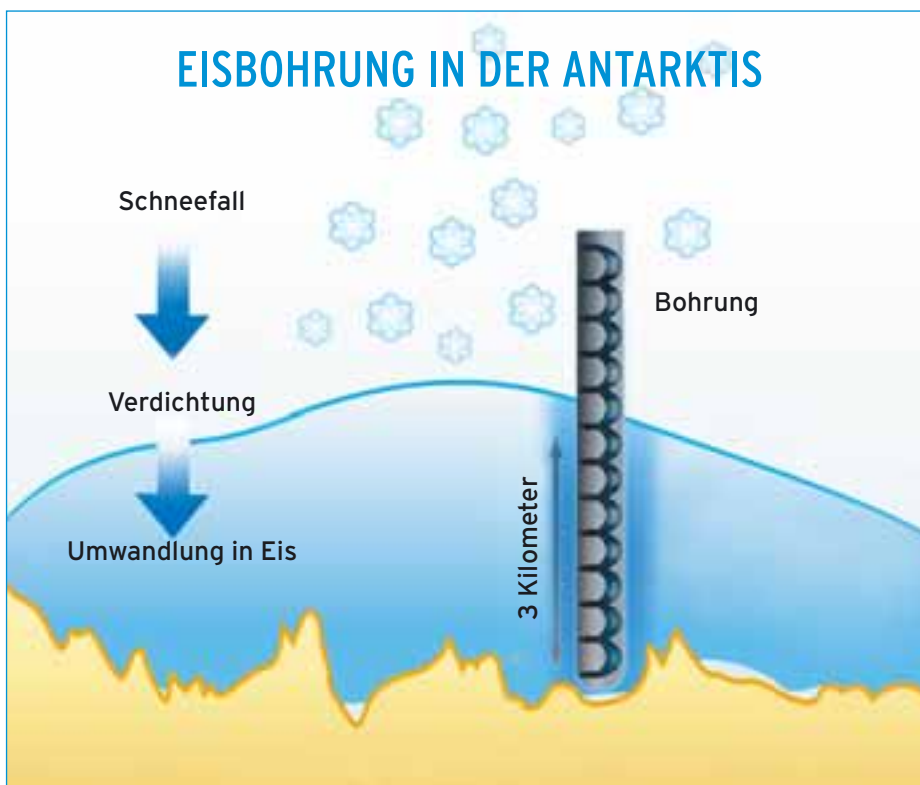 EISBOHRUNG IN DER ANTARKTIS
Schneefall
Bohrung
Verdichtung
3 Kilometer
Umwandlung in Eis